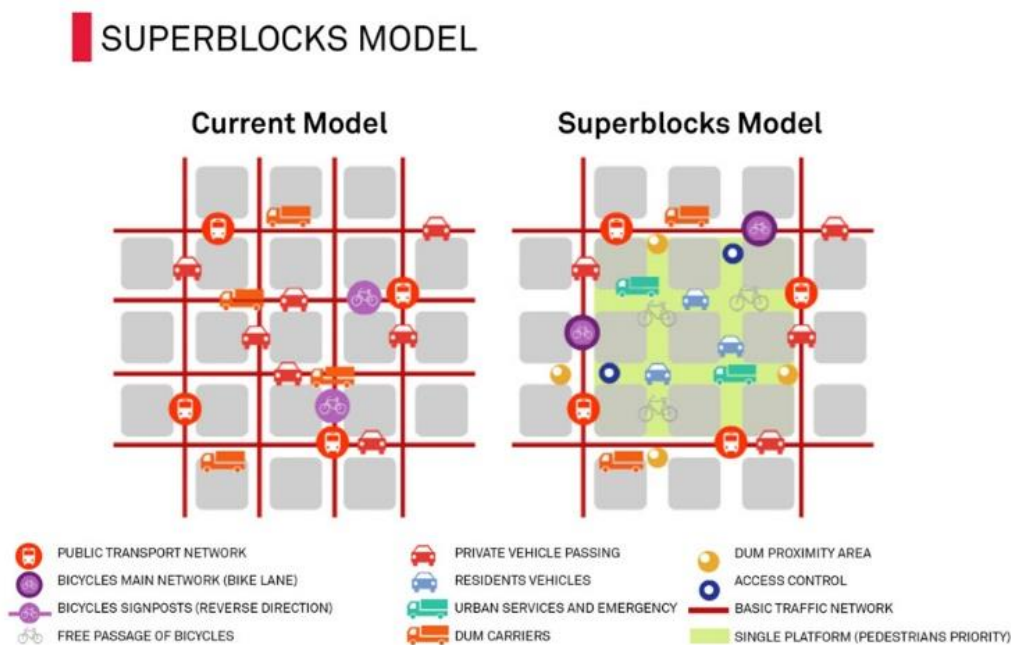 SUPERBLOCKS MODEL
Current Model
Superblocks Model
PUBLIC TRANSPORT NETWORK
BICYCLES MAIN NETWORK (BIKE LANE)
BICYCLES SIGNPOSTS (REVERSE DIRECTION)
FREE PASSAGE OF BICYCLES
PRIVATE VEHICLE PASSING
RESIDENTS VEHICLES
URBAN SERVICES AND EMERGENCY
DUM CARRIERS
DUM PROXIMITY AREA
ACCESS CONTROL
BASIC TRAFFIC NETWORK
SINGLE PLATFORM (PEDESTRIANS PRIORITY)